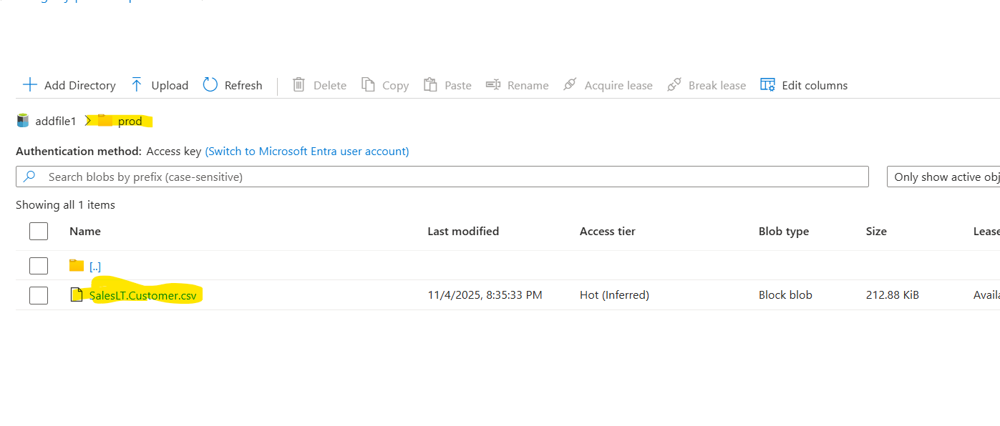 Add Directory Upload Refresh Delete Copy Paste Rename Acquire lease Break lease Edit columns
addfile1 prod
Authentication method: Access key (Switch to Microsoft Entra user account)
Search blobs by prefix (case-sensitive) Only show active obj
Showing all 1 items
Name Last modified Access tier Blob type Size Lease
[..]
SalesLT.Customer.csv 11/4/2025, 8:35:33 PM Hot (Inferred) Block blob 212.88 KiB Availa